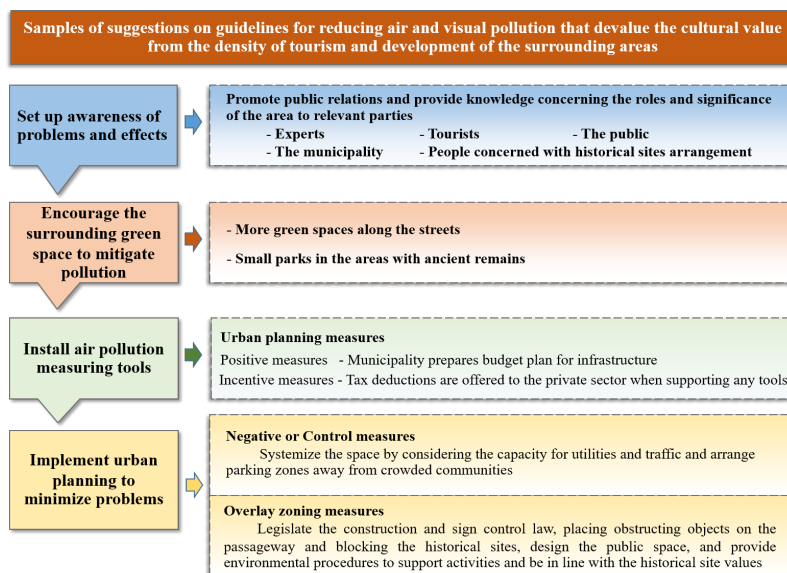 Samples of suggestions on guidelines for reducing air and visual pollution that devalue the cultural value
from the density of tourism and development of the surrounding areas
Set up awareness of
problems and effects
Promote public relations and provide knowledge concerning the roles and significance
of the area to relevant parties
- Experts - Tourists - The public
- The municipality - People concerned with historical sites arrangement
Encourage the
surrounding green
space to mitigate
pollution
- More green spaces along the streets
- Small parks in the areas with ancient remains
Install air pollution
measuring tools
Urban planning measures
Positive measures - Municipality prepares budget plan for infrastructure
Incentive measures - Tax deductions are offered to the private sector when supporting any tools
Implement urban
planning to
minimize problems
Negative or Control measures
Systemize the space by considering the capacity for utilities and traffic and arrange
parking zones away from crowded communities
Overlay zoning measures
Legislate the construction and sign control law, placing obstructing objects on the
passageway and blocking the historical sites, design the public space, and provide
environmental procedures to support activities and be in line with the historical site values